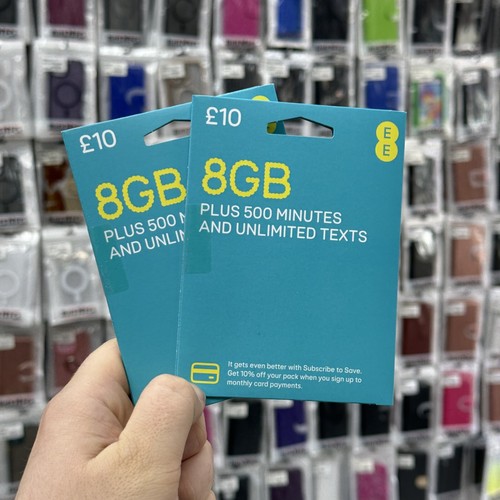 £10
8GB
PLUS 500 M
AND UNLIM
£10
EE
8GB
PLUS 500 MINUTES
AND UNLIMITED TEXTS
It gets even better with Subscribe to Save.
Get 10% off your pack when you sign up to
monthly card payments.